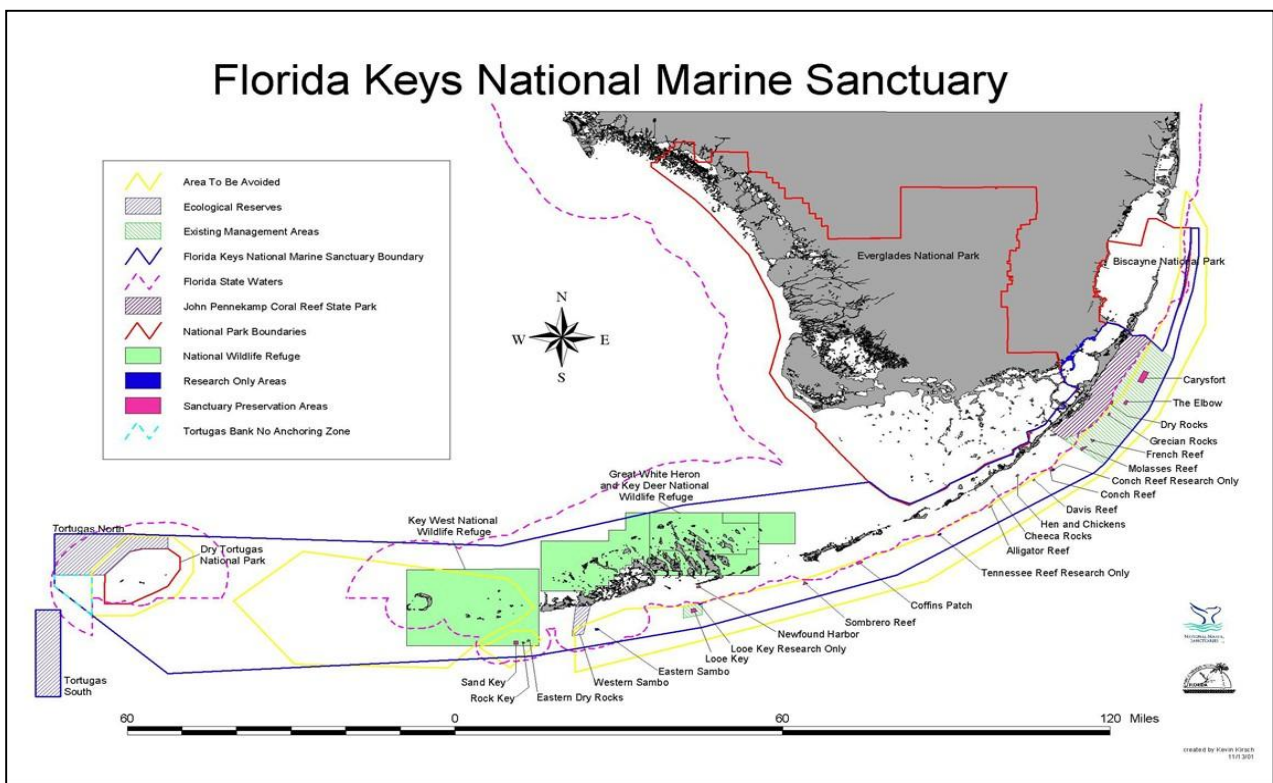 Florida Keys National Marine Sanctuary
Area To Be Avoided
Ecological Reserves
Existing Management Areas
Florida Keys National Marine Sanctuary Boundary
Florida State Waters
John Pennekamp Coral Reef State Park
National Park Boundaries
National Wildlife Refuge
Research Only Areas
Sanctuary Preservation Areas
Tortugas Bank No Anchoring Zone
N
W
E
S
Everglades National Park
Biscayne National Park
Carysfort
The Elbow
Dry Rocks
Grecian Rocks
French Reef
Molasses Reef
Conch Reef Research Only
Conch Reef
Davis Reef
Hen and Chickens
Cheeca Rocks
Alligator Reef
Tennessee Reef Research Only
Coffins Patch
Sombrero Reef
Newfound Harbor
Looe Key Research Only
Looe Key
Eastern Sambo
Western Sambo
Great White Heron
and Key Deer National
Wildlife Refuge
Key West National
Wildlife Refuge
Tortugas North
Dry Tortugas
National Park
Sand Key
Rock Key
Eastern Dry Rocks
Tortugas
South
60
0
60
120
Miles
NATIONAL MARINE
SANCTUARIES
created by Kevin Kirsch
11/13/01